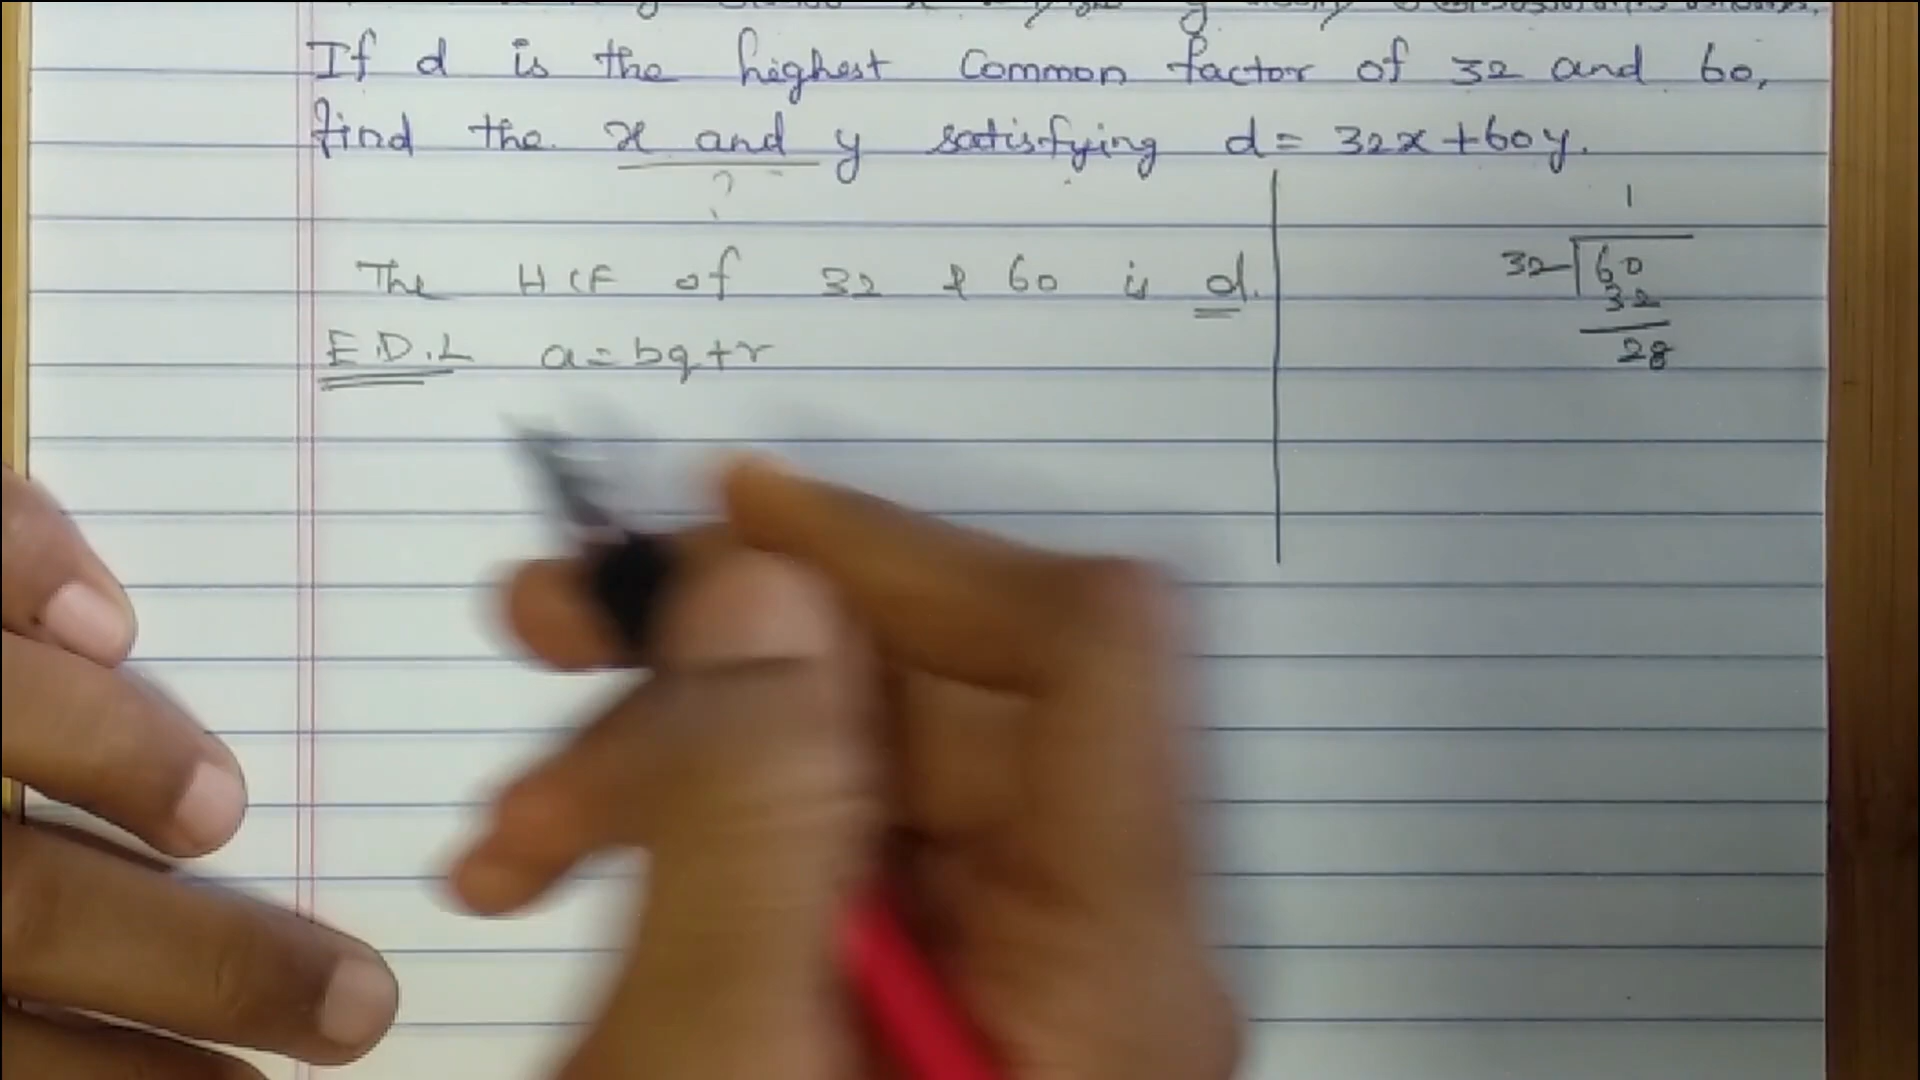 If d is the highest Common factor of 32 and 60,
find the x and y satisfying d = 32x + 60y.
?
The HCF of 32 & 60 is d.
E.D.L a = bq + r
1
32 60
32
28